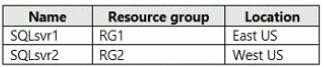 Name Resource group Location
SQLsvr1 RG1 East US
SQLsvr2 RG2 West US